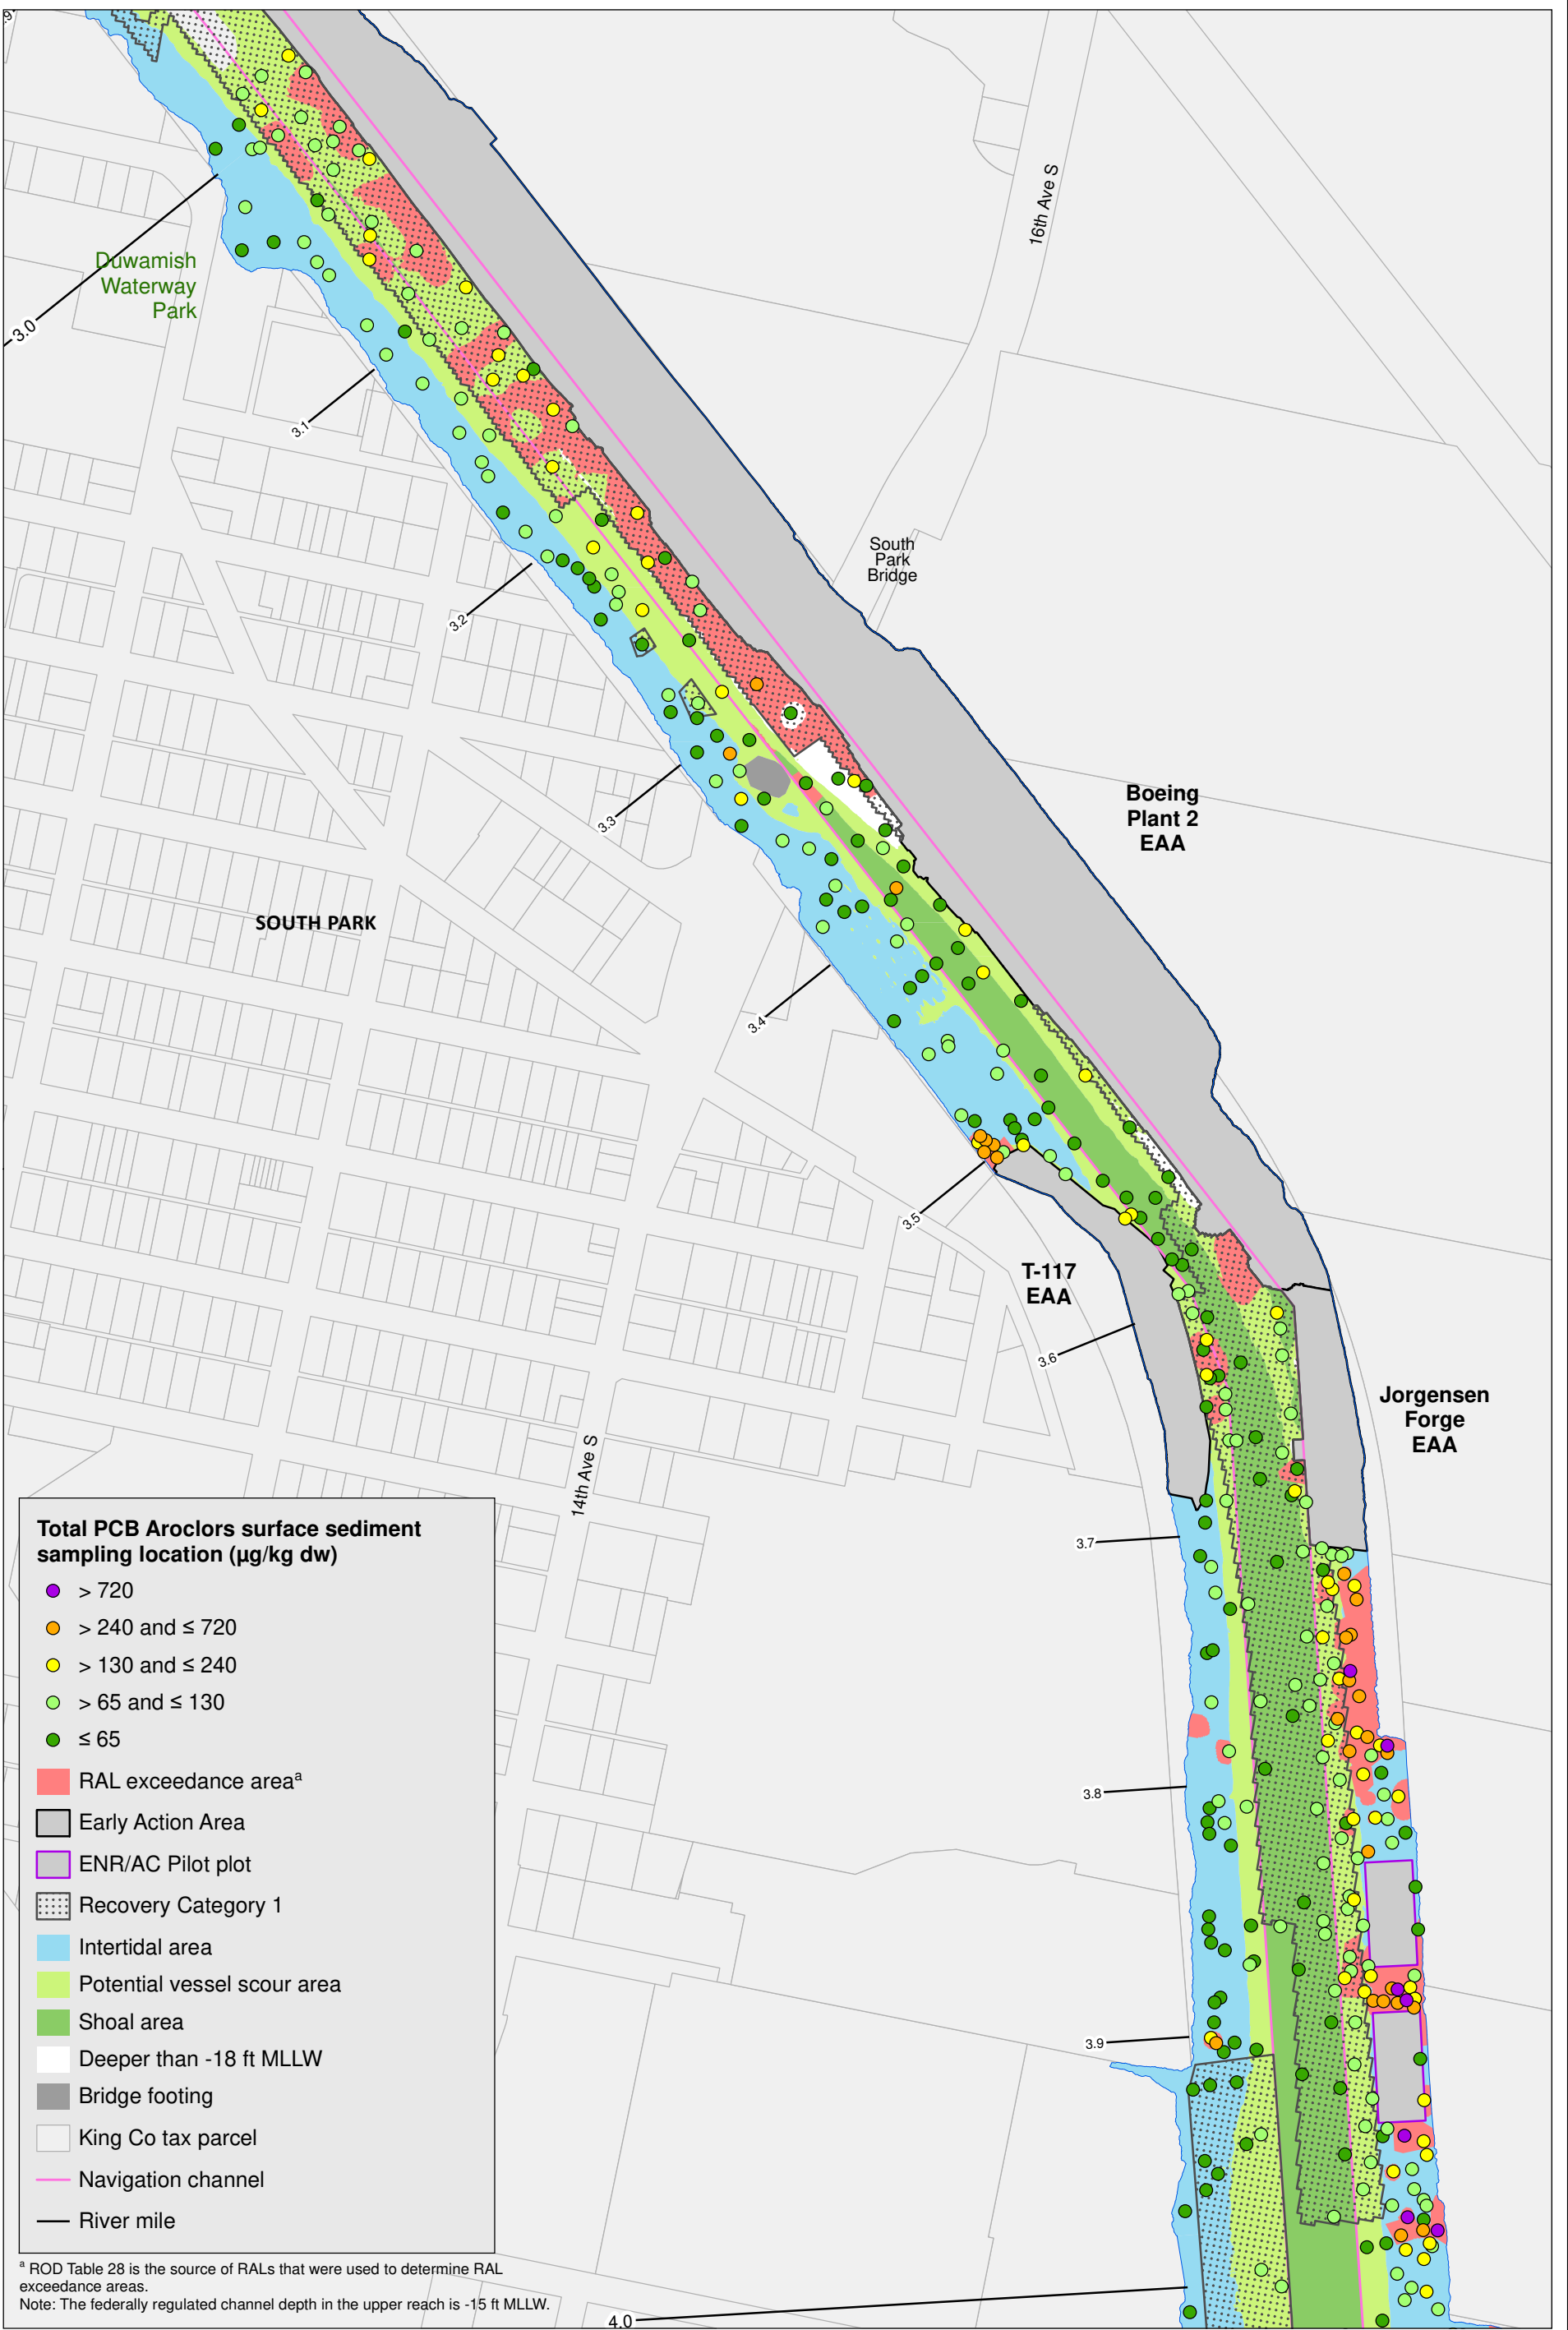 16th Ave S
Duwamish
Waterway
Park
3.0
3.1
South
Park
Bridge
3.2
Boeing
Plant 2
EAA
3.3
SOUTH PARK
3.4
3.5
T-117
EAA
3.6
Jorgensen
Forge
EAA
14th Ave S
3.7
3.8
3.9
4.0
Total PCB Aroclors surface sediment
sampling location (µg/kg dw)
> 720
> 240 and ≤ 720
> 130 and ≤ 240
> 65 and ≤ 130
≤ 65
RAL exceedance areaᵃ
Early Action Area
ENR/AC Pilot plot
Recovery Category 1
Intertidal area
Potential vessel scour area
Shoal area
Deeper than -18 ft MLLW
Bridge footing
King Co tax parcel
Navigation channel
River mile
ᵃ ROD Table 28 is the source of RALs that were used to determine RAL
exceedance areas.
Note: The federally regulated channel depth in the upper reach is -15 ft MLLW.